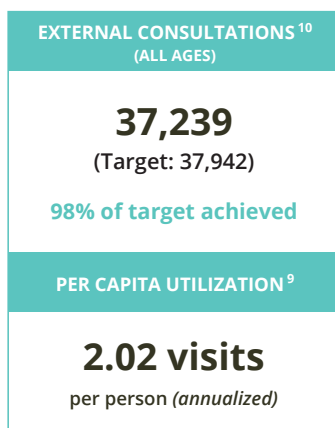 EXTERNAL CONSULTATIONS 10
(ALL AGES)
37,239
(Target: 37,942)
98% of target achieved
PER CAPITA UTILIZATION 9
2.02 visits
per person (annualized)